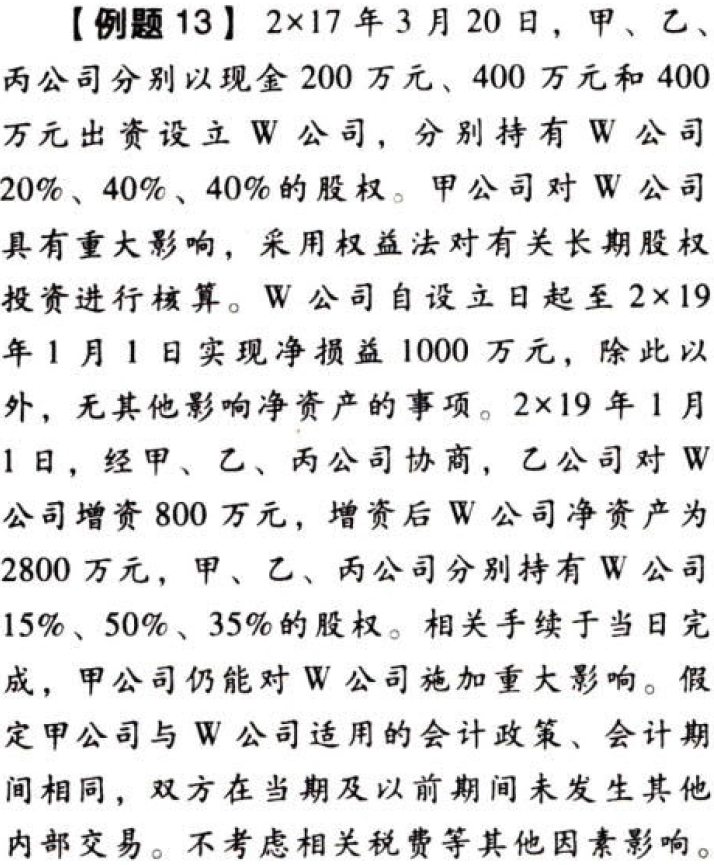 【例题 13】 2×17 年 3 月 20 日，甲、乙、
丙公司分别以现金 200 万元、400 万元和 400
万元出资设立 W 公司，分别持有 W 公司
20%、40%、40%的股权。甲公司对 W 公司
具有重大影响，采用权益法对有关长期股权
投资进行核算。W 公司自设立日起至 2×19
年 1 月 1 日实现净损益 1000 万元，除此以
外，无其他影响净资产的事项。2×19 年 1 月
1 日，经甲、乙、丙公司协商，乙公司对 W
公司增资 800 万元，增资后 W 公司净资产为
2800 万元，甲、乙、丙公司分别持有 W 公司
15%、50%、35%的股权。相关手续于当日完
成，甲公司仍能对 W 公司施加重大影响。假
定甲公司与 W 公司适用的会计政策、会计期
间相同，双方在当期及以前期间未发生其他
内部交易。不考虑相关税费等其他因素影响。